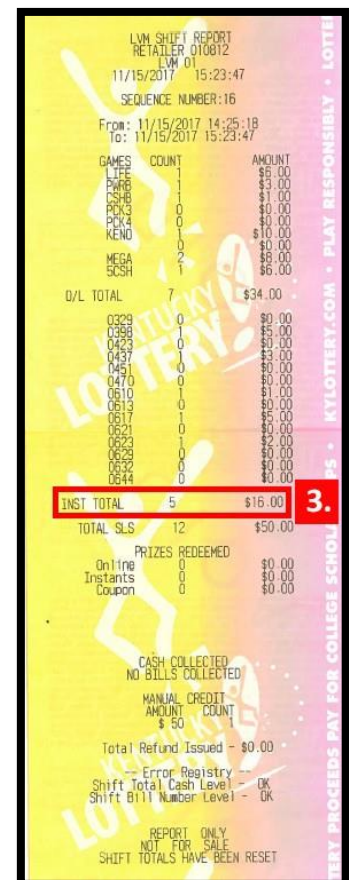 LVM SHIFT REPORT
RETAILER 010812
LVM 01
11/15/2017 15:23:47
SEQUENCE NUMBER:16
From: 11/15/2017 14:25:18
To: 11/15/2017 15:23:47
GAMES COUNT AMOUNT
LIFE 1 $6.00
PWRB 1 $3.00
CSHB 1 $1.00
PCK3 0 $0.00
PCK4 0 $0.00
KENO 1 $10.00
0 $0.00
MEGA 2 $8.00
5CSH 1 $6.00
O/L TOTAL 7 $34.00
0329 0 $0.00
0398 1 $5.00
0423 0 $0.00
0437 1 $3.00
0451 0 $0.00
0470 0 $0.00
0610 1 $1.00
0613 0 $0.00
0617 1 $5.00
0621 0 $0.00
0623 1 $2.00
0629 0 $0.00
0632 0 $0.00
0644 0 $0.00
INST TOTAL 5 $16.00
3.
TOTAL SLS 12 $50.00
PRIZES REDEEMED
Online 0 $0.00
Instants 0 $0.00
Coupon 0 $0.00
CASH COLLECTED
NO BILLS COLLECTED
MANUAL CREDIT
AMOUNT COUNT
$ 50 1
Total Refund Issued - $0.00
-- Error Registry --
Shift Total Cash Level - OK
Shift Bill Number Level - OK
REPORT ONLY
NOT FOR SALE
SHIFT TOTALS HAVE BEEN RESET
KENTUCKY
LOTTERY
KENTUCKY
LOTTERY
TERY PROCEEDS PAY FOR COLLEGE SCHOLA PS • KYLOTTERY.COM • PLAY RESPONSIBLY • LOTTE